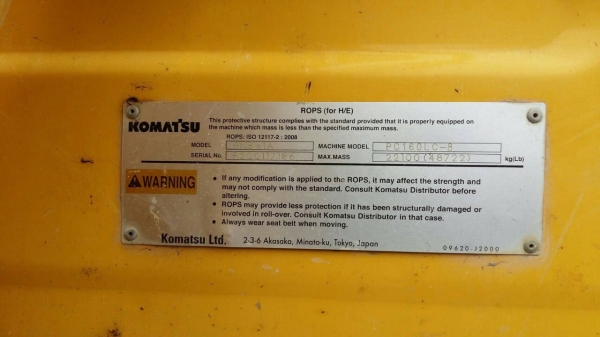 ROPS (for H/E)
KOMATSU
This protective structure complies with the standard provided that it is properly equipped on
the machine which mass is less than the specified maximum mass.
ROPS: ISO 12117-2 : 2008
MODEL MACHINE MODEL PC160LC-8
SERIAL No. MAX.MASS 22100(48722) kg(Lb)
WARNING
• If any modification is applied to the ROPS, it may affect the strength and
may not comply with the standard. Consult Komatsu Distributor before
altering.
• ROPS may provide less protection if it has been structurally damaged or
involved in roll-over. Consult Komatsu Distributor in that case.
• Always wear seat belt when moving.
Komatsu Ltd. 2-3-6 Akasaka, Minato-ku, Tokyo, Japan
09620-J2000